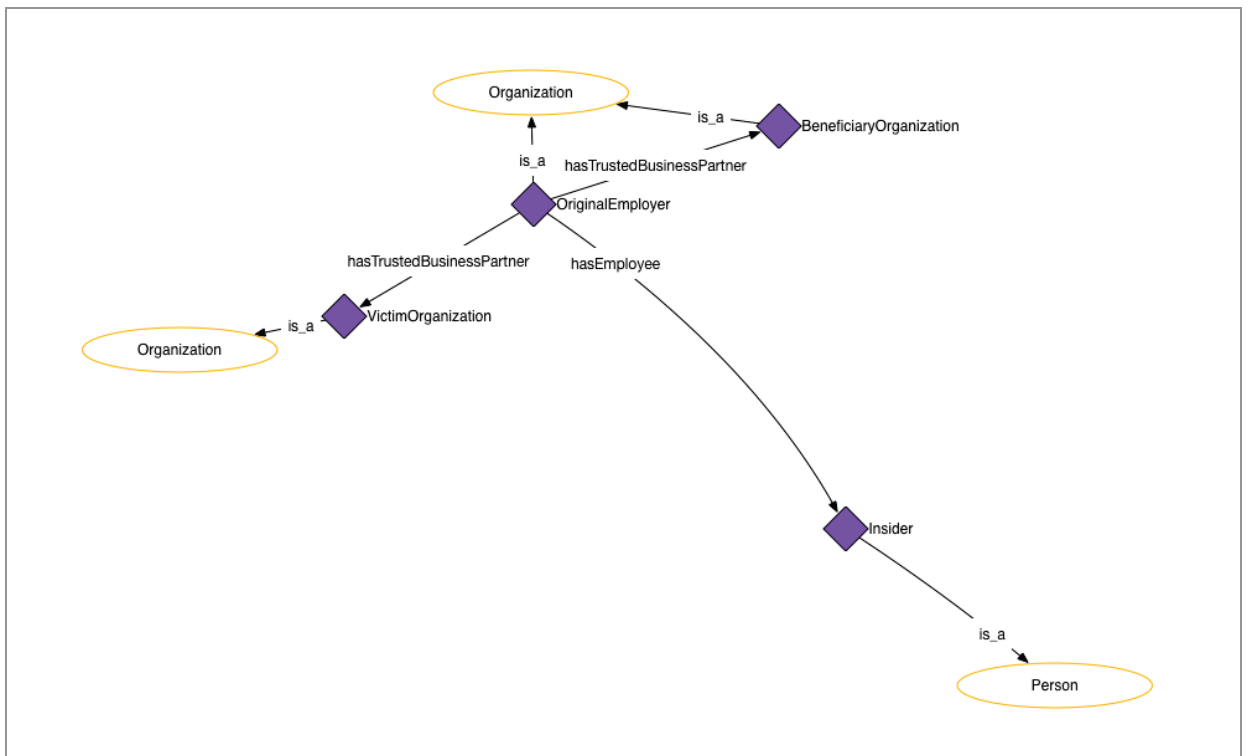 Organization
is_a
BeneficiaryOrganization
is_a
hasTrustedBusinessPartner
OriginalEmployer
hasTrustedBusinessPartner
hasEmployee
VictimOrganization
is_a
Organization
Insider
is_a
Person